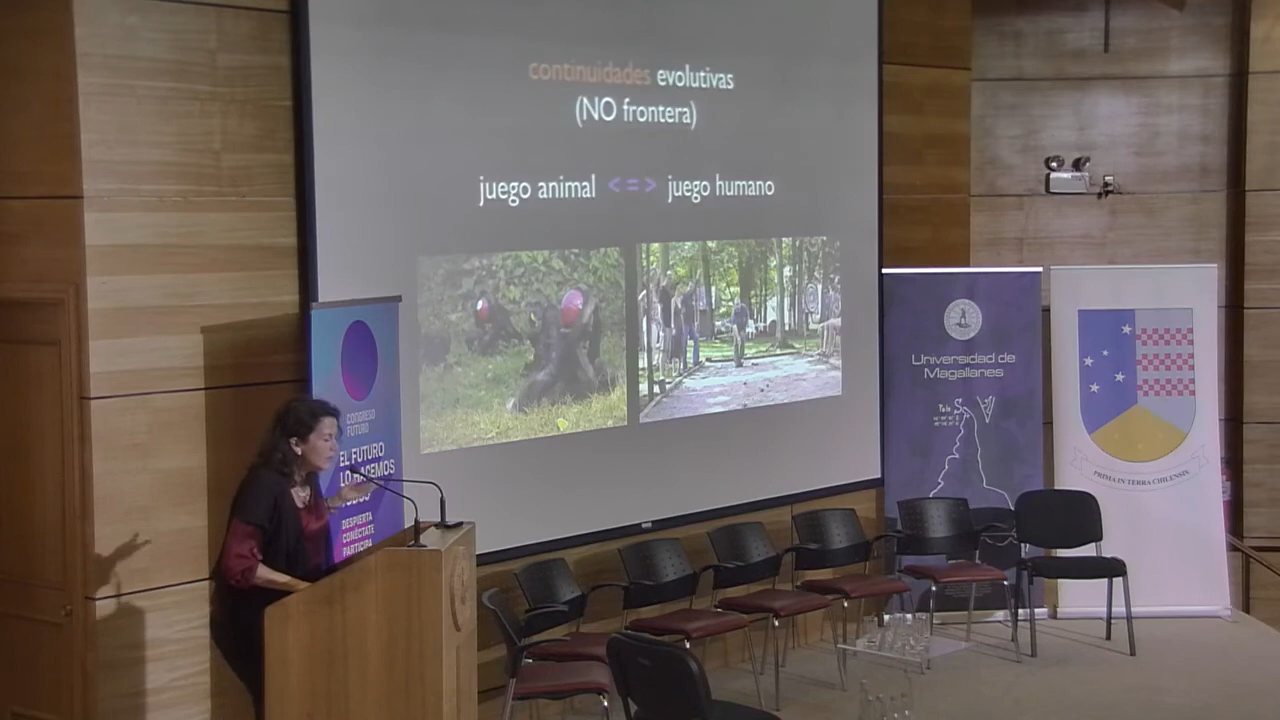 continuidades evolutivas
(NO frontera)
juego animal <=> juego humano
CONGRESO
FUTURO
EL FUTURO
LO HACEMOS
DESPIERTA
CONÉCTATE
PARTICIPA
Universidad de
Magallanes
PRIMA IN TERRA CHILENSIS